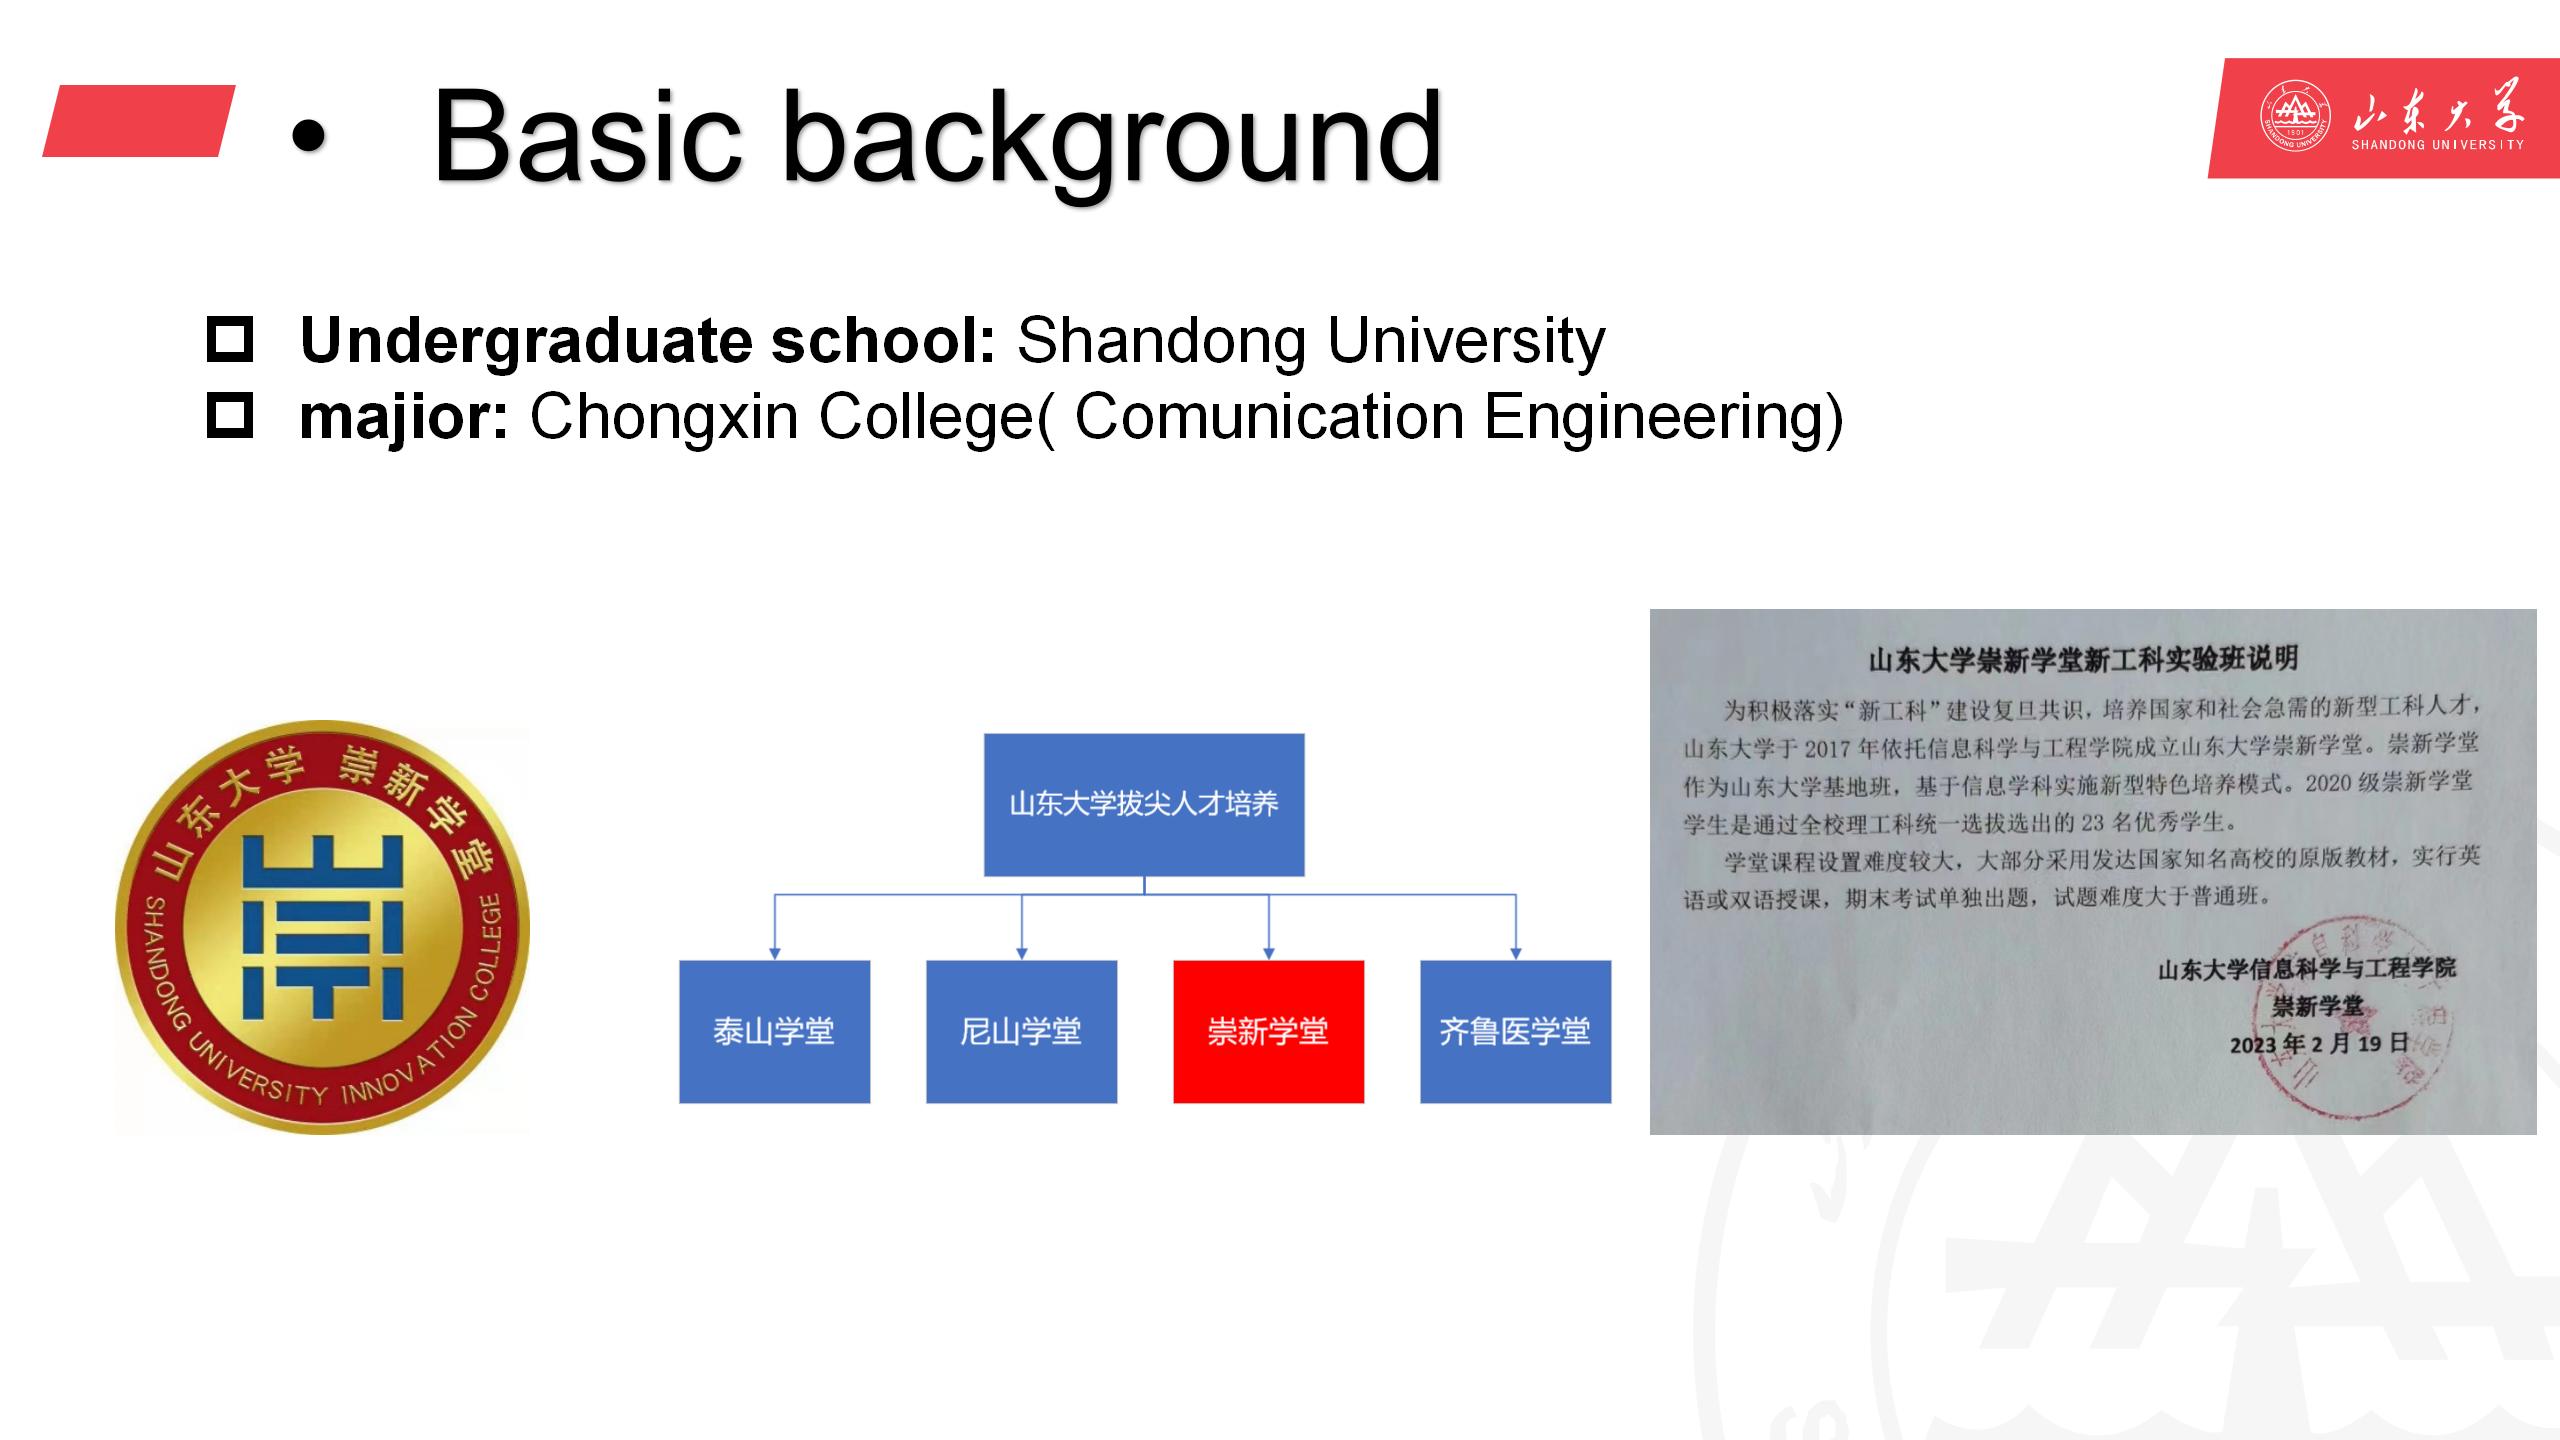 • Basic background
山东大学
SHANDONG UNIVERSITY
Undergraduate school: Shandong University
majior: Chongxin College( Comunication Engineering)
山东大学 崇新学堂
SHANDONG UNIVERSITY INNOVATION COLLEGE
山东大学拔尖人才培养
泰山学堂
尼山学堂
崇新学堂
齐鲁医学堂
山东大学崇新学堂新工科实验班说明
为积极落实“新工科”建设复旦共识，培养国家和社会急需的新型工科人才，
山东大学于 2017 年依托信息科学与工程学院成立山东大学崇新学堂。崇新学堂
作为山东大学基地班，基于信息学科实施新型特色培养模式。2020 级崇新学堂
学生是通过全校理工科统一选拔选出的 23 名优秀学生。
学堂课程设置难度较大，大部分采用发达国家知名高校的原版教材，实行英
语或双语授课，期末考试单独出题，试题难度大于普通班。
山东大学信息科学与工程学院
崇新学堂
2023 年 2 月 19 日